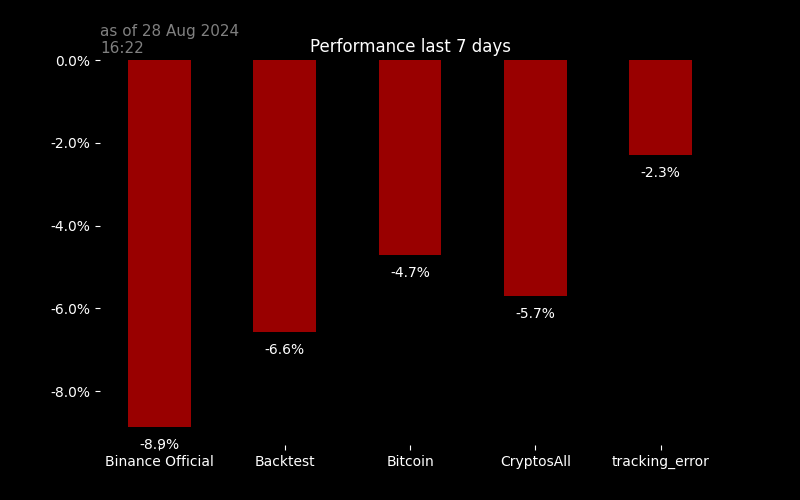 as of 28 Aug 2024
16:22
Performance last 7 days
0.0%
-2.0%
-4.0%
-6.0%
-8.0%
-8.9%
-6.6%
-4.7%
-5.7%
-2.3%
Binance Official
Backtest
Bitcoin
CryptosAll
tracking_error